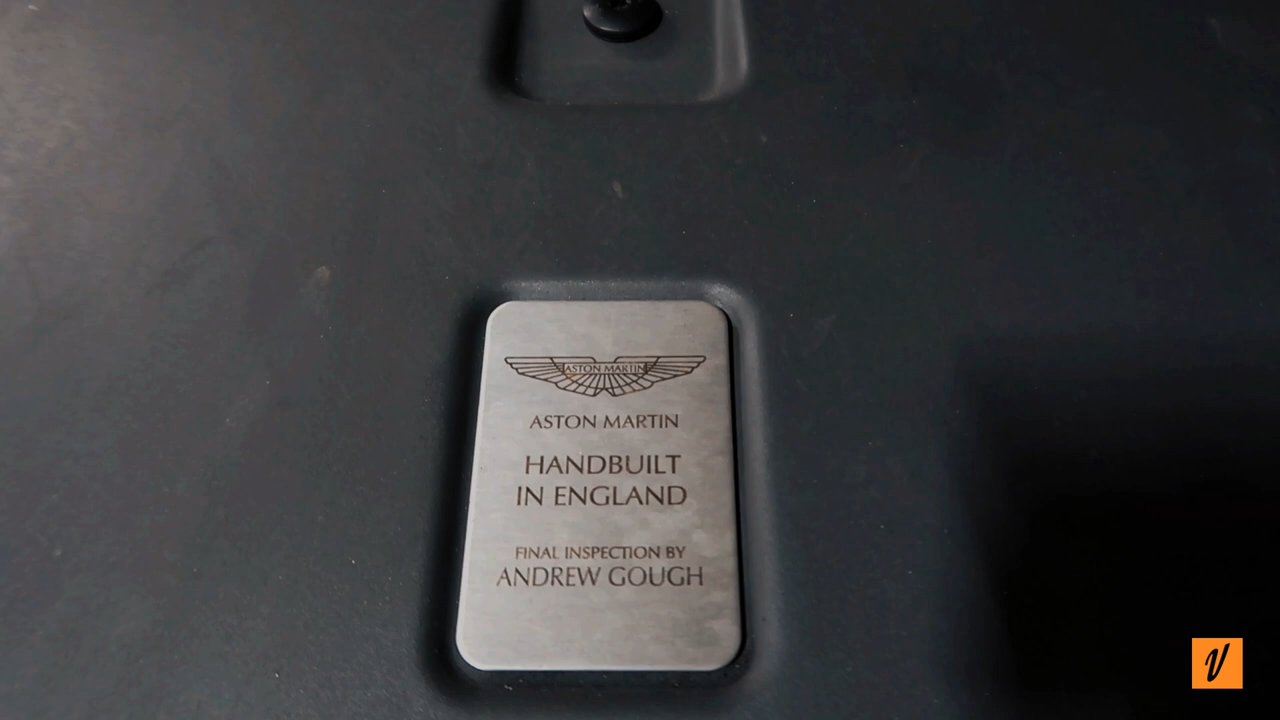 ASTON MARTIN
ASTON MARTIN
HANDBUILT
IN ENGLAND
FINAL INSPECTION BY
ANDREW GOUGH
V